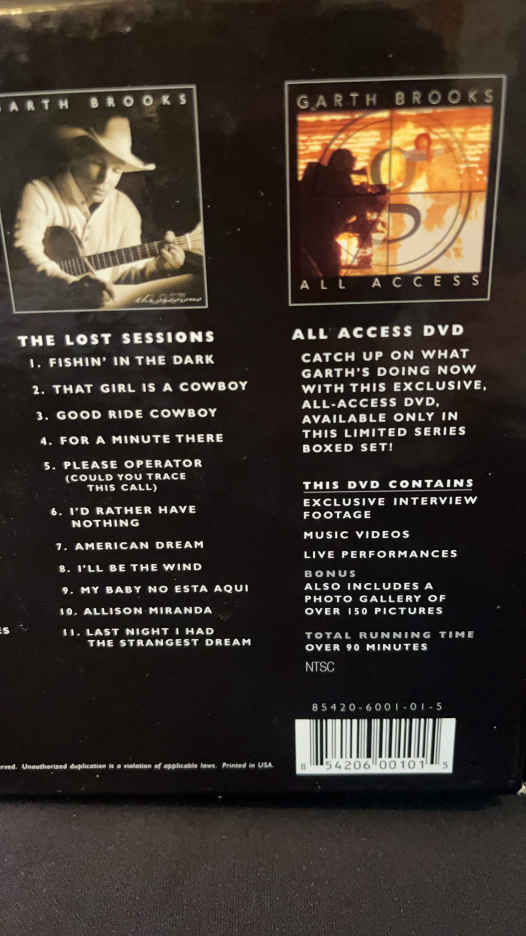 GARTH BROOKS
the lost sessions
THE LOST SESSIONS
1. FISHIN' IN THE DARK
2. THAT GIRL IS A COWBOY
3. GOOD RIDE COWBOY
4. FOR A MINUTE THERE
5. PLEASE OPERATOR
(COULD YOU TRACE
THIS CALL)
6. I'D RATHER HAVE
NOTHING
7. AMERICAN DREAM
8. I'LL BE THE WIND
9. MY BABY NO ESTA AQUI
10. ALLISON MIRANDA
11. LAST NIGHT I HAD
THE STRANGEST DREAM
ES
rved. Unauthorized duplication is a violation of applicable laws. Printed in USA.
GARTH BROOKS
g
ALL ACCESS
ALL ACCESS DVD
CATCH UP ON WHAT
GARTH'S DOING NOW
WITH THIS EXCLUSIVE,
ALL-ACCESS DVD,
AVAILABLE ONLY IN
THIS LIMITED SERIES
BOXED SET!
THIS DVD CONTAINS
EXCLUSIVE INTERVIEW
FOOTAGE
MUSIC VIDEOS
LIVE PERFORMANCES
BONUS
ALSO INCLUDES A
PHOTO GALLERY OF
OVER 150 PICTURES
TOTAL RUNNING TIME
OVER 90 MINUTES
NTSC
85420-6001-01-5
8 54206 00101 5